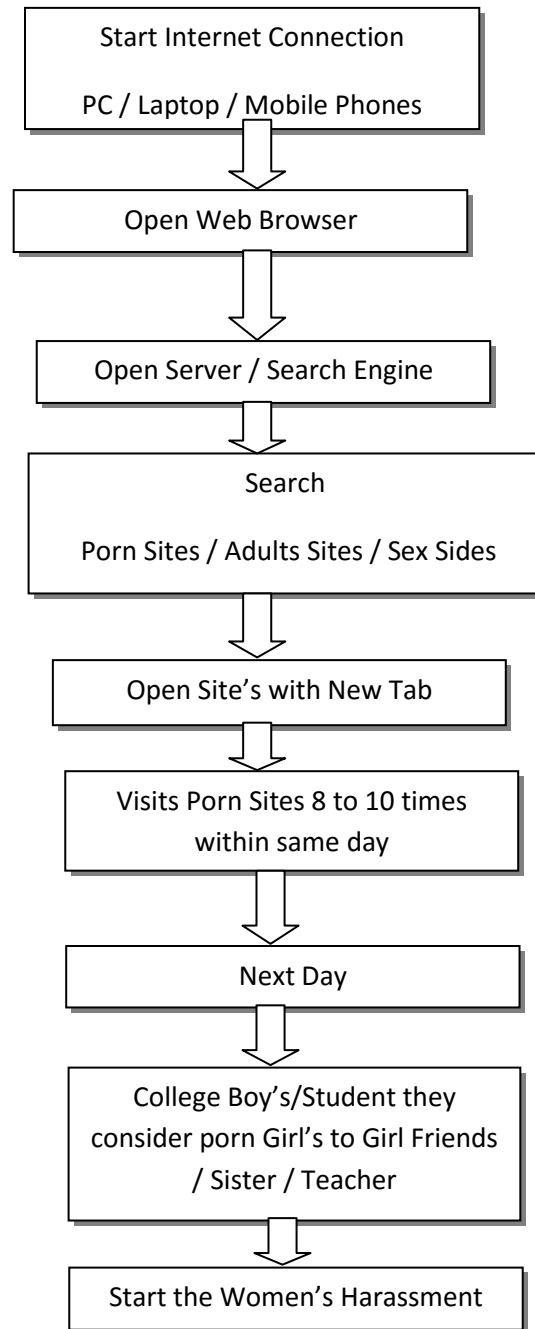 Start Internet Connection
PC / Laptop / Mobile Phones
Open Web Browser
Open Server / Search Engine
Search
Porn Sites / Adults Sites / Sex Sides
Open Site’s with New Tab
Visits Porn Sites 8 to 10 times
within same day
Next Day
College Boy’s/Student they
consider porn Girl’s to Girl Friends
/ Sister / Teacher
Start the Women’s Harassment